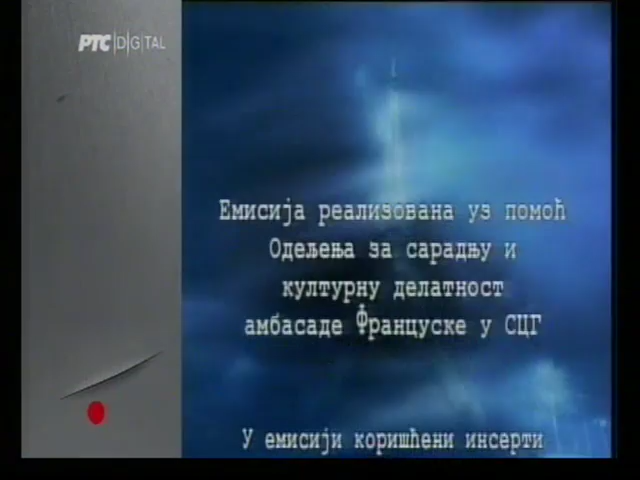 РТС DIGITAL
Емисија реализована уз помоћ
Одељења за сарадњу и
културну делатност
амбасаде Француске у СЦГ
У емисији коришћени инсерти